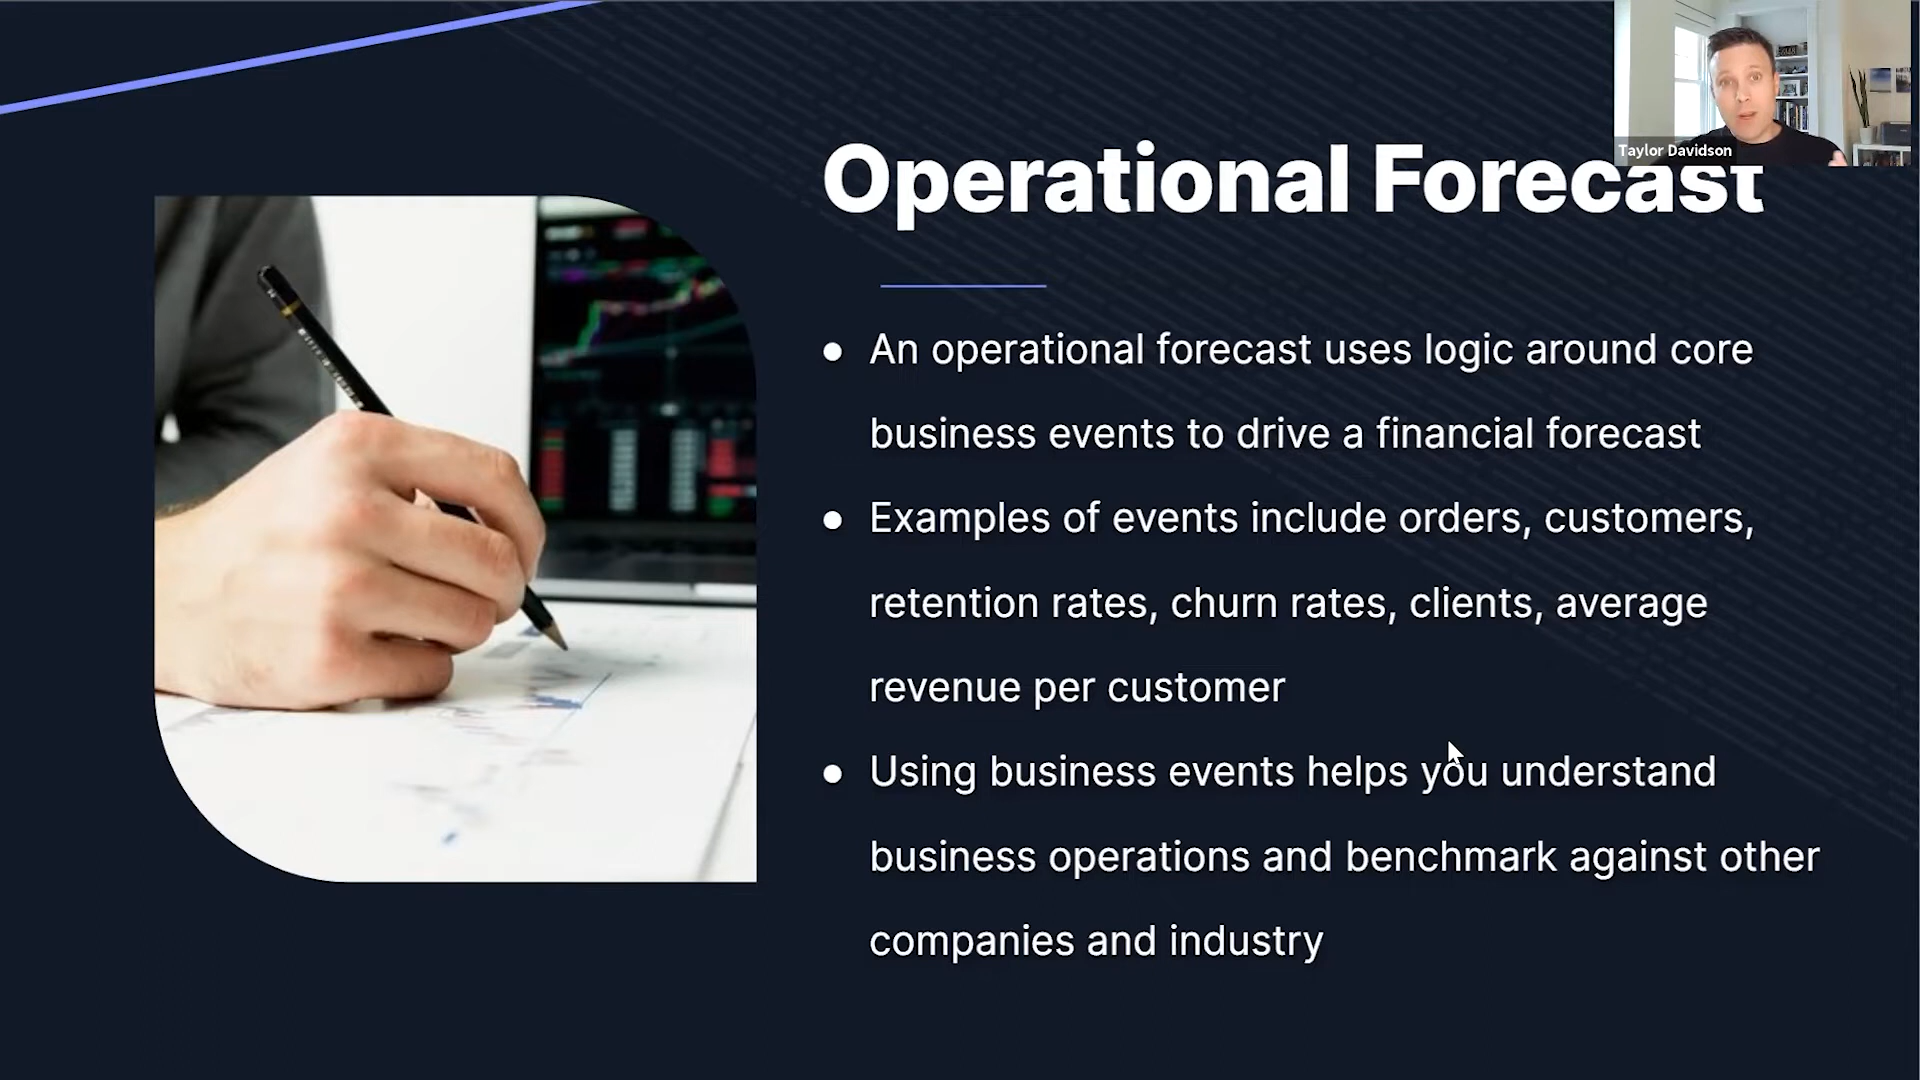 Taylor Davidson
Operational Forecast
● An operational forecast uses logic around core
business events to drive a financial forecast
● Examples of events include orders, customers,
retention rates, churn rates, clients, average
revenue per customer
● Using business events helps you understand
business operations and benchmark against other
companies and industry